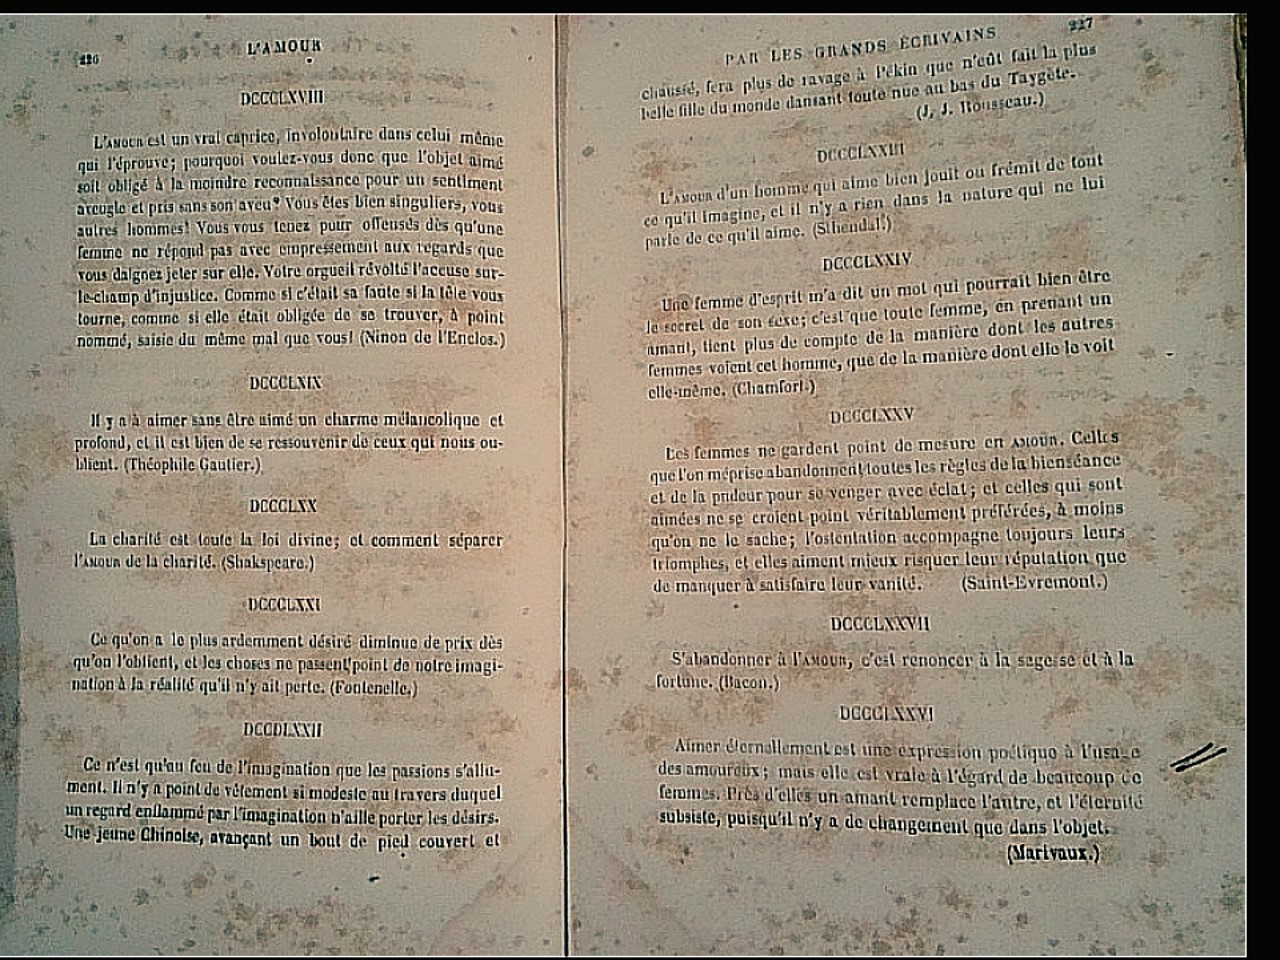 226
L'AMOUR
DCCCLXVIII
L'AMOUR est un vrai caprice, involontaire dans celui même
qui l'éprouve; pourquoi voulez-vous donc que l'objet aimé
soit obligé à la moindre reconnaissance pour un sentiment
aveugle et pris sans son aveu? Vous êtes bien singuliers, vous
autres hommes! Vous vous tenez pour offensés dès qu'une
femme ne répond pas avec empressement aux regards que
vous daignez jeter sur elle. Votre orgueil révolté l'accuse sur-
le-champ d'injustice. Comme si c'était sa faute si la tête vous
tourne, comme si elle était obligée de se trouver, à point
nommé, saisie du même mal que vous! (Ninon de l'Enclos.)
DCCCLXIX
Il y a à aimer sans être aimé un charme mélancolique et
profond, et il est bien de se ressouvenir de ceux qui nous ou-
blient. (Théophile Gautier.)
DCCCLXX
La charité est toute la loi divine; et comment séparer
l'AMOUR de la charité. (Shakspeare.)
DCCCLXXI
Ce qu'on a le plus ardemment désiré diminue de prix dès
qu'on l'obtient, et les choses ne passent point de notre imagi-
nation à la réalité qu'il n'y ait perte. (Fontenelle.)
DCCDLXXII
Ce n'est qu'au feu de l'imagination que les passions s'allu-
ment. Il n'y a point de vêtement si modeste au travers duquel
un regard enflammé par l'imagination n'aille porter les désirs.
Une jeune Chinoise, avançant un bout de pied couvert et
PAR LES GRANDS ÉCRIVAINS
227
chaussé, fera plus de ravage à Pékin que n'eût fait la plus
belle fille du monde dansant toute nue au bas du Taygète.
(J. J. Rousseau.)
DCCCLXXIII
L'AMOUR d'un homme qui aime bien jouit ou frémit de tout
ce qu'il imagine, et il n'y a rien dans la nature qui ne lui
parle de ce qu'il aime. (Sthendal.)
DCCCLXXIV
Une femme d'esprit m'a dit un mot qui pourrait bien être
le secret de son sexe; c'est que toute femme, en prenant un
amant, tient plus de compte de la manière dont les autres
femmes voient cet homme, que de la manière dont elle le voit
elle-même. (Chamfort.)
DCCCLXXV
Les femmes ne gardent point de mesure en AMOUR. Celles
que l'on méprise abandonnent toutes les règles de la bienséance
et de la pudeur pour se venger avec éclat; et celles qui sont
aimées ne se croient point véritablement préférées, à moins
qu'on ne le sache; l'ostentation accompagne toujours leurs
triomphes, et elles aiment mieux risquer leur réputation que
de manquer à satisfaire leur vanité. (Saint-Evremont.)
DCCCLXXVII
S'abandonner à l'AMOUR, c'est renoncer à la sagesse et à la
fortune. (Bacon.)
DCCCLXXVI
Aimer éternellement est une expression poétique à l'usage
des amoureux; mais elle est vraie à l'égard de beaucoup de
femmes. Près d'elles un amant remplace l'autre, et l'éternité
subsiste, puisqu'il n'y a de changement que dans l'objet.
(Marivaux.)